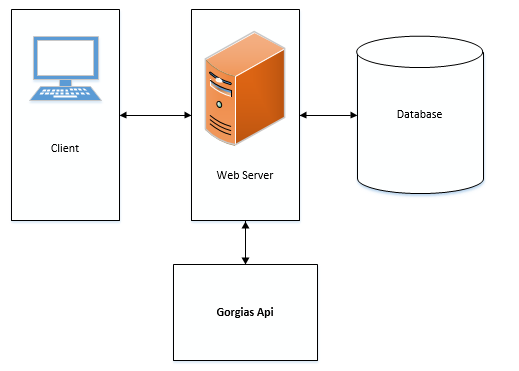 Client
Web Server
Database
Gorgias Api